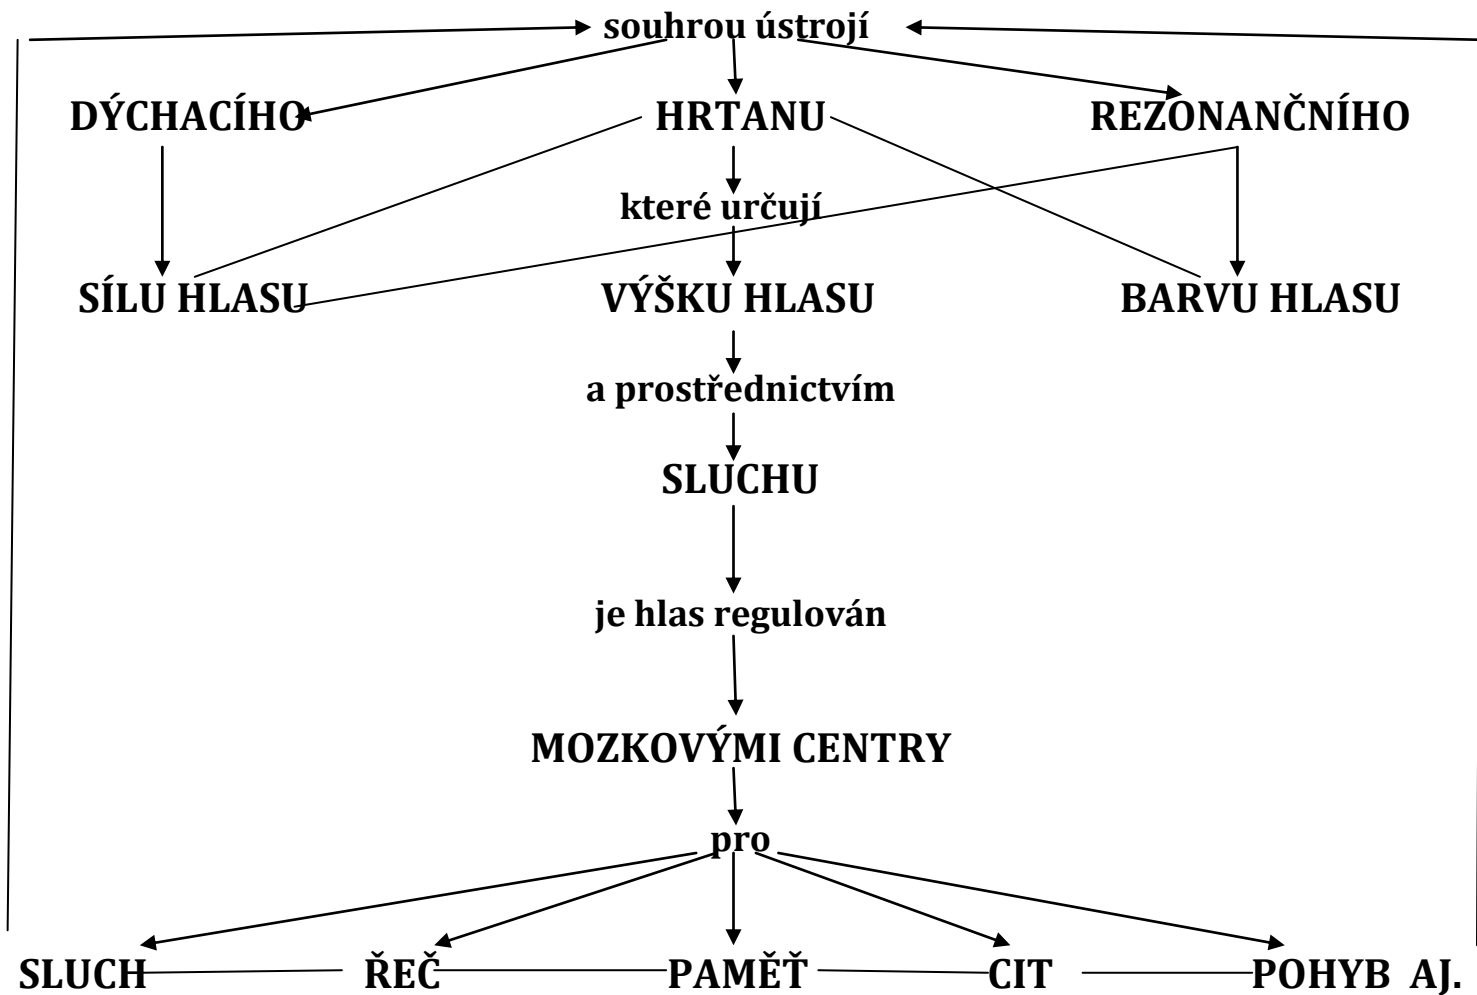 souhrou ústrojí
DÝCHACÍHO HRTANU REZONANČNÍHO
které určují
SÍLU HLASU VÝŠKU HLASU BARVU HLASU
a prostřednictvím
SLUCHU
je hlas regulován
MOZKOVÝMI CENTRY
pro
SLUCH ŘEČ PAMĚŤ CIT POHYB AJ.